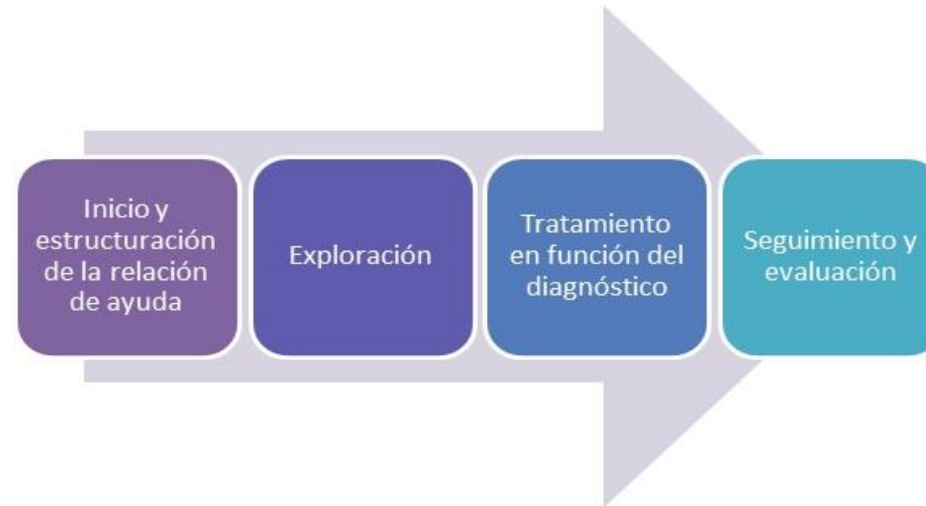 Inicio y
estructuración
de la relación
de ayuda
Exploración
Tratamiento
en función del
diagnóstico
Seguimiento y
evaluación